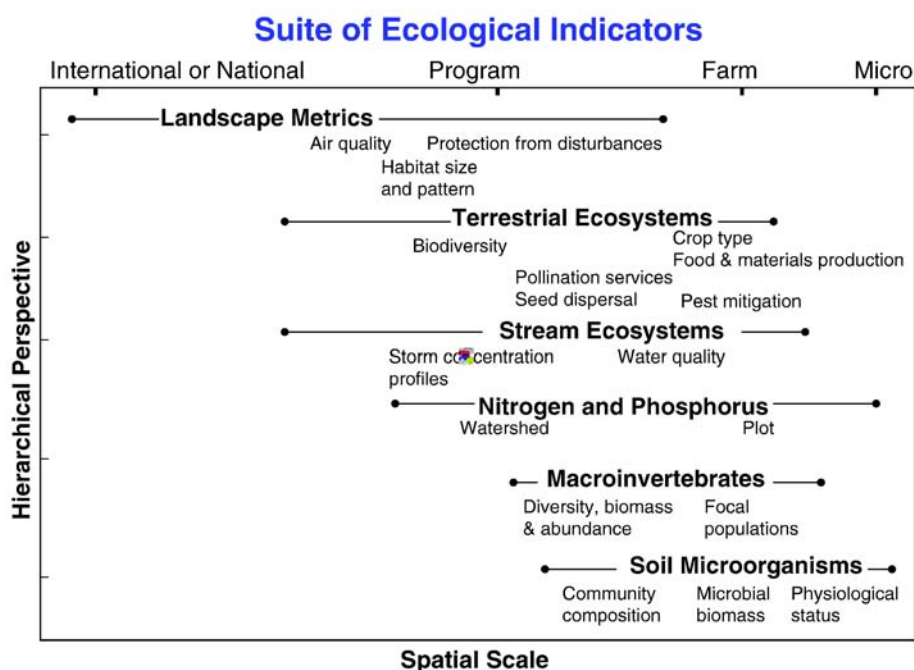 Suite of Ecological Indicators
International or National Program Farm Micro
Landscape Metrics
Air quality Protection from disturbances
Habitat size
and pattern
Terrestrial Ecosystems
Biodiversity
Crop type
Food & materials production
Pollination services
Seed dispersal
Pest mitigation
Stream Ecosystems
Storm concentration
profiles
Water quality
Nitrogen and Phosphorus
Watershed Plot
Macroinvertebrates
Diversity, biomass
& abundance
Focal
populations
Soil Microorganisms
Community
composition
Microbial
biomass
Physiological
status
Hierarchical Perspective
Spatial Scale